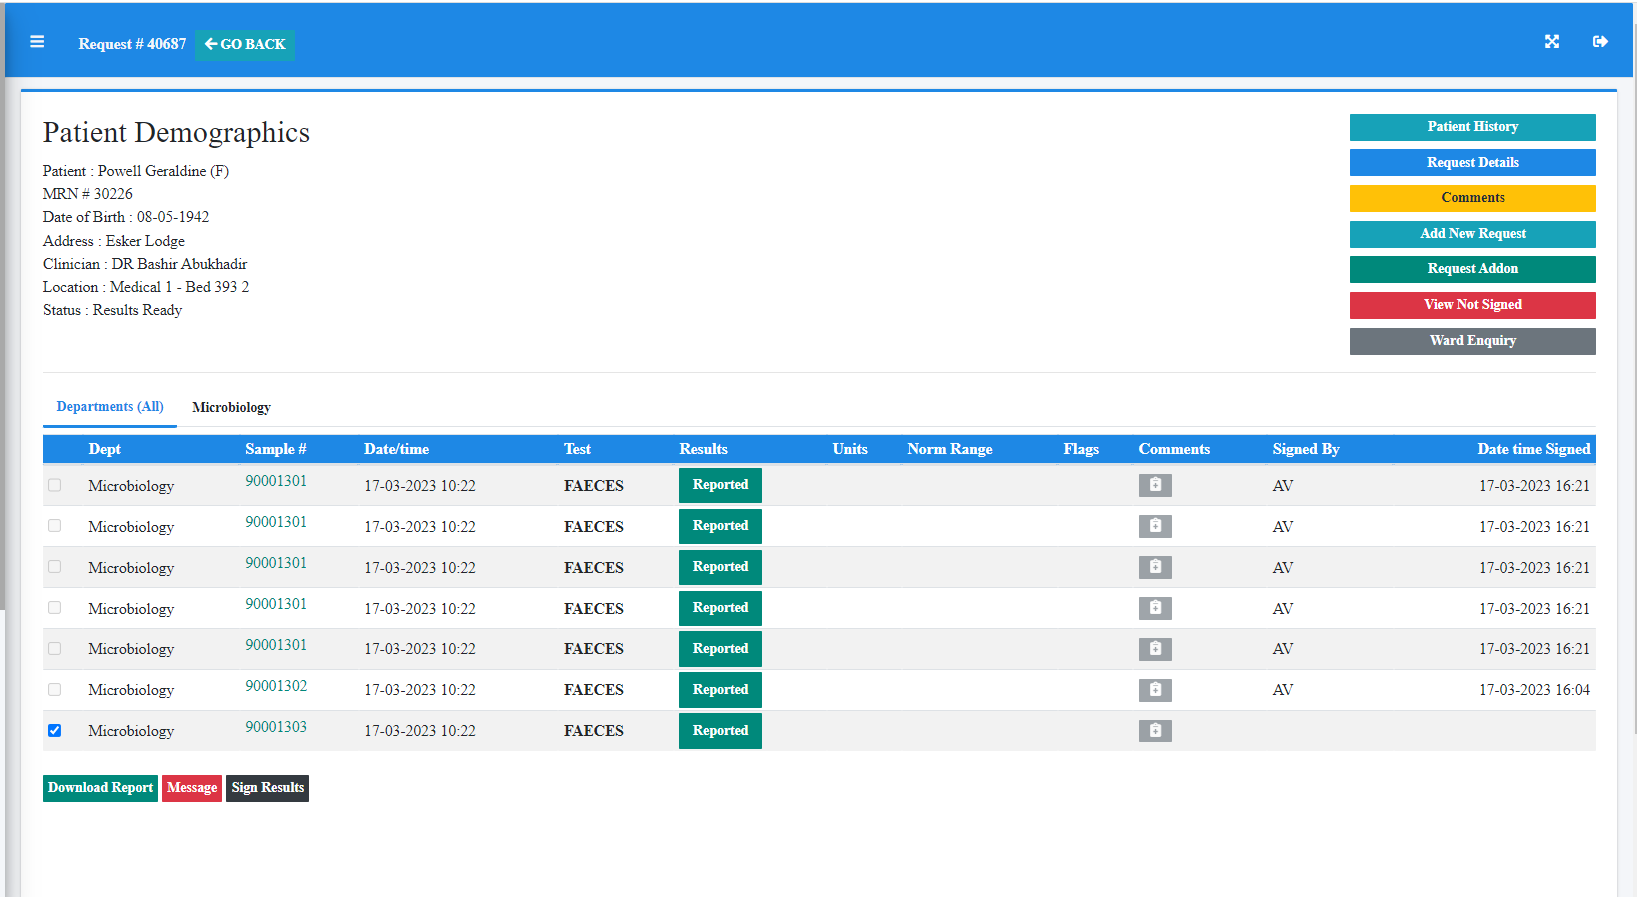 Request # 40687 GO BACK
Patient Demographics
Patient : Powell Geraldine (F)
MRN # 30226
Date of Birth : 08-05-1942
Address : Esker Lodge
Clinician : DR Bashir Abukhadir
Location : Medical 1 - Bed 393 2
Status : Results Ready
Patient History
Request Details
Comments
Add New Request
Request Addon
View Not Signed
Ward Enquiry
Departments (All) Microbiology
Dept Sample # Date/time Test Results Units Norm Range Flags Comments Signed By Date time Signed
Microbiology 90001301 17-03-2023 10:22 FAECES Reported AV 17-03-2023 16:21
Microbiology 90001301 17-03-2023 10:22 FAECES Reported AV 17-03-2023 16:21
Microbiology 90001301 17-03-2023 10:22 FAECES Reported AV 17-03-2023 16:21
Microbiology 90001301 17-03-2023 10:22 FAECES Reported AV 17-03-2023 16:21
Microbiology 90001301 17-03-2023 10:22 FAECES Reported AV 17-03-2023 16:21
Microbiology 90001302 17-03-2023 10:22 FAECES Reported AV 17-03-2023 16:04
Microbiology 90001303 17-03-2023 10:22 FAECES Reported
Download Report Message Sign Results